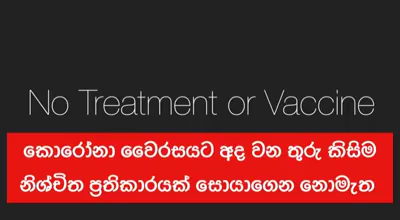 No Treatment or Vaccine
කොරෝනා වෛරසයට අද වන තුරු කිසිම
නිශ්චිත ප්‍රතිකාරයක් සොයාගෙන නොමැත